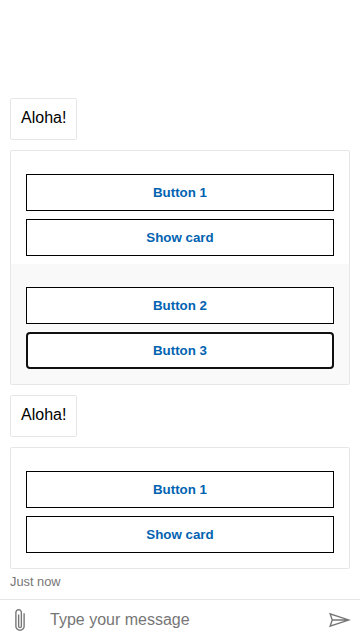 Aloha!
Button 1
Show card
Button 2
Button 3
Aloha!
Button 1
Show card
Just now
Type your message